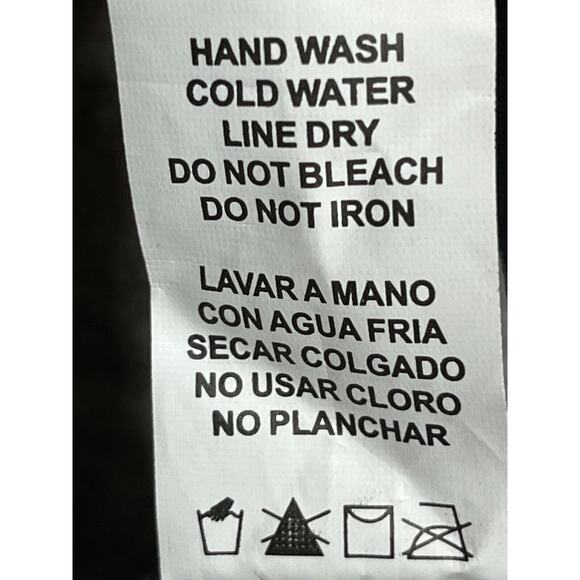 HAND WASH
COLD WATER
LINE DRY
DO NOT BLEACH
DO NOT IRON
LAVAR A MANO
CON AGUA FRIA
SECAR COLGADO
NO USAR CLORO
NO PLANCHAR